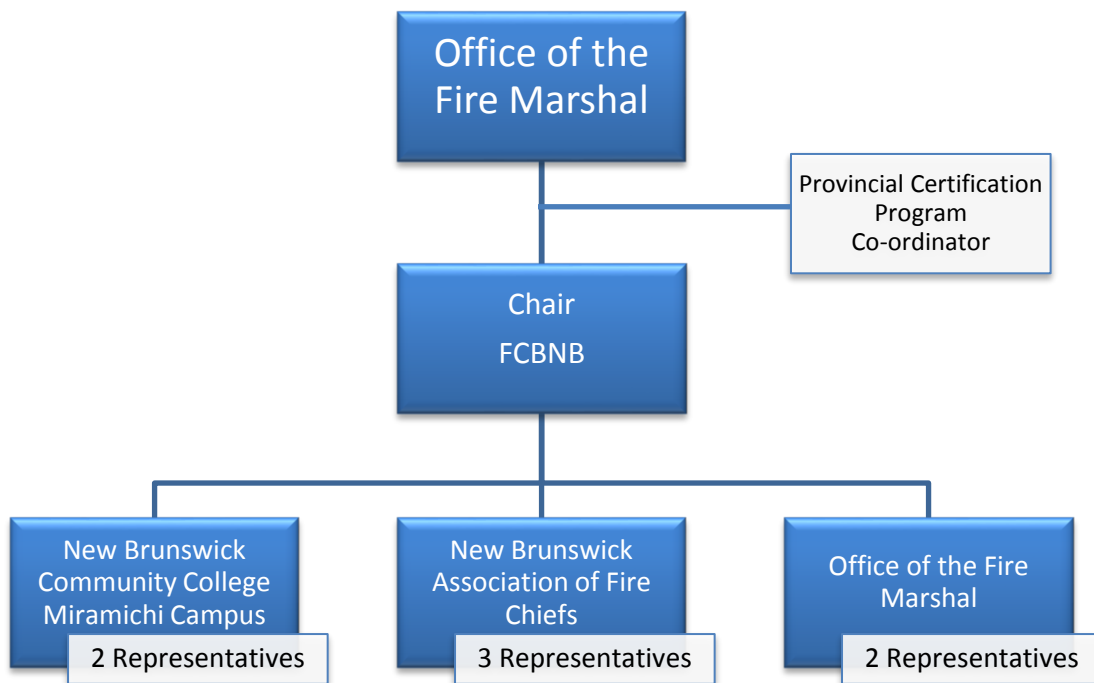 Office of the
Fire Marshal
Provincial Certification
Program
Co-ordinator
Chair
FCBNB
New Brunswick
Community College
Miramichi Campus
2 Representatives
New Brunswick
Association of Fire
Chiefs
3 Representatives
Office of the Fire
Marshal
2 Representatives